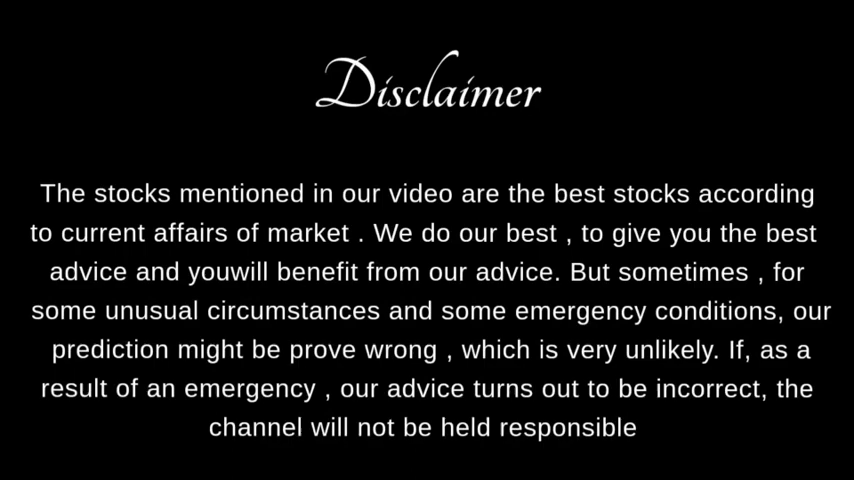 Disclaimer
The stocks mentioned in our video are the best stocks according
to current affairs of market . We do our best , to give you the best
advice and youwill benefit from our advice. But sometimes , for
some unusual circumstances and some emergency conditions, our
prediction might be prove wrong , which is very unlikely. If, as a
result of an emergency , our advice turns out to be incorrect, the
channel will not be held responsible